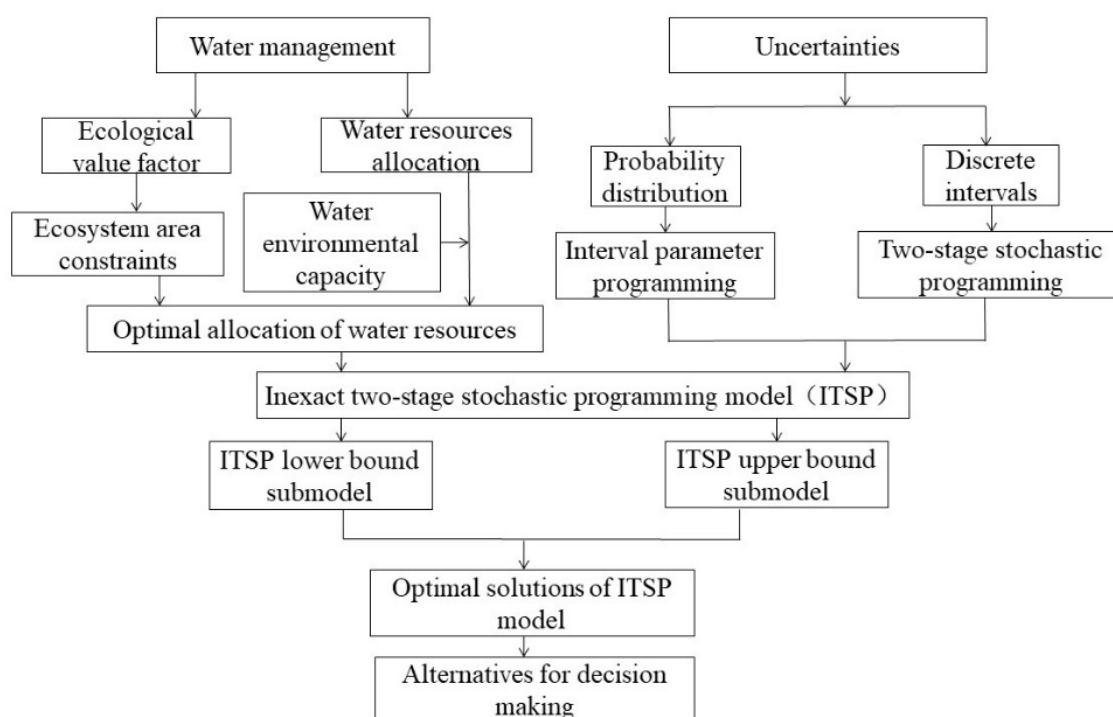 Water management
Uncertainties
Ecological
value factor
Water resources
allocation
Probability
distribution
Discrete
intervals
Water
environmental
capacity
Ecosystem area
constraints
Interval parameter
programming
Two-stage stochastic
programming
Optimal allocation of water resources
Inexact two-stage stochastic programming model（ITSP）
ITSP lower bound
submodel
ITSP upper bound
submodel
Optimal solutions of ITSP
model
Alternatives for decision
making